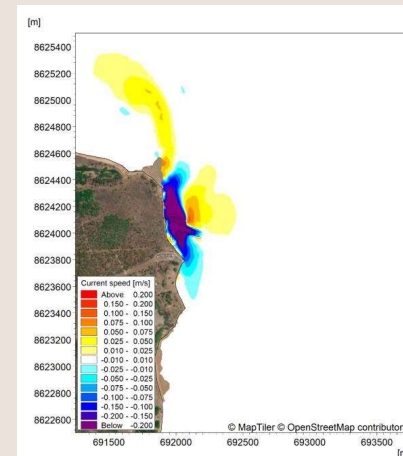 [m]
8625400
8625200
8625000
8624800
8624600
8624400
8624200
8624000
8623800
8623600
8623400
8623200
8623000
8622800
8622600
Current speed [m/s]
Above 0.200
0.150 - 0.200
0.100 - 0.150
0.075 - 0.100
0.050 - 0.075
0.025 - 0.050
0.010 - 0.025
-0.010 - 0.010
-0.025 - -0.010
-0.050 - -0.025
-0.075 - -0.050
-0.100 - -0.075
-0.150 - -0.100
-0.200 - -0.150
Below -0.200
© MapTiler © OpenStreetMap contributor
691500 692000 692500 693000 693500